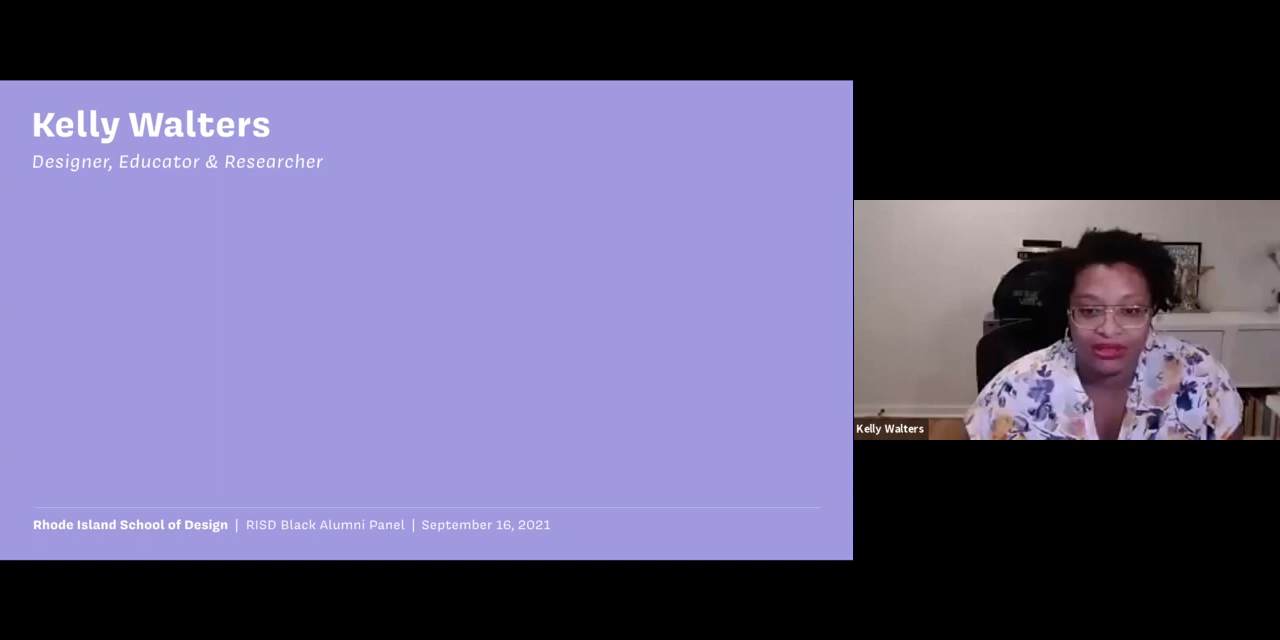 Kelly Walters
Designer, Educator & Researcher
Rhode Island School of Design | RISD Black Alumni Panel | September 16, 2021
Kelly Walters